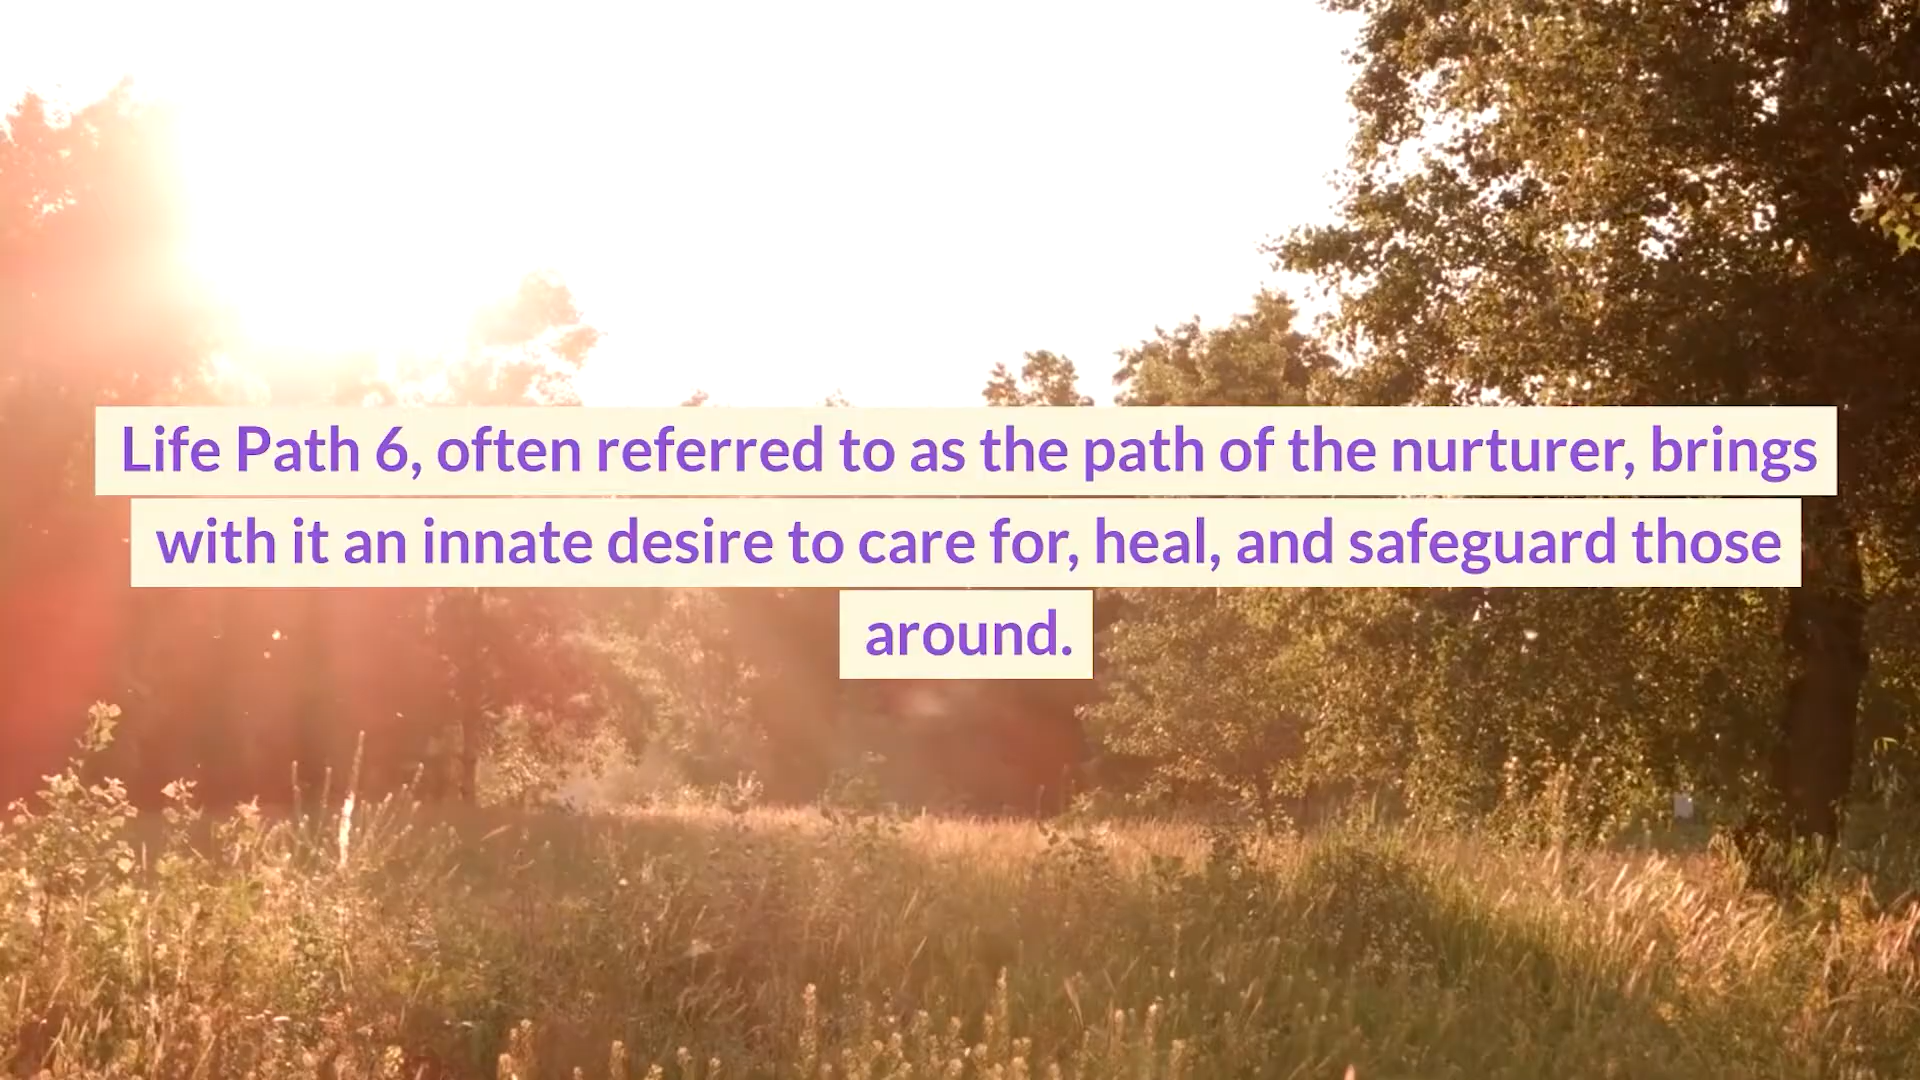 Life Path 6, often referred to as the path of the nurturer, brings
with it an innate desire to care for, heal, and safeguard those
around.